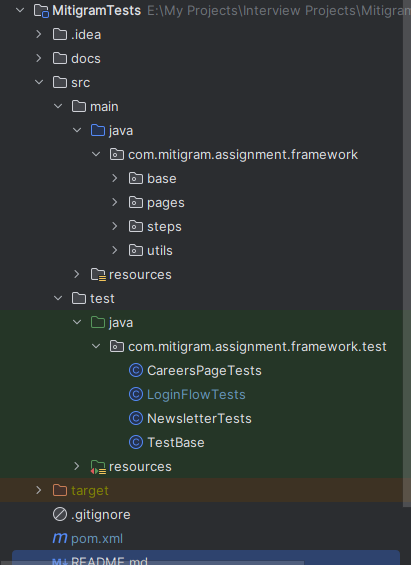 MitigramTests E:\My Projects\Interview Projects\Mitigran
.idea
docs
src
main
java
com.mitigram.assignment.framework
base
pages
steps
utils
resources
test
java
com.mitigram.assignment.framework.test
CareersPageTests
LoginFlowTests
NewsletterTests
TestBase
resources
target
.gitignore
pom.xml
README.md